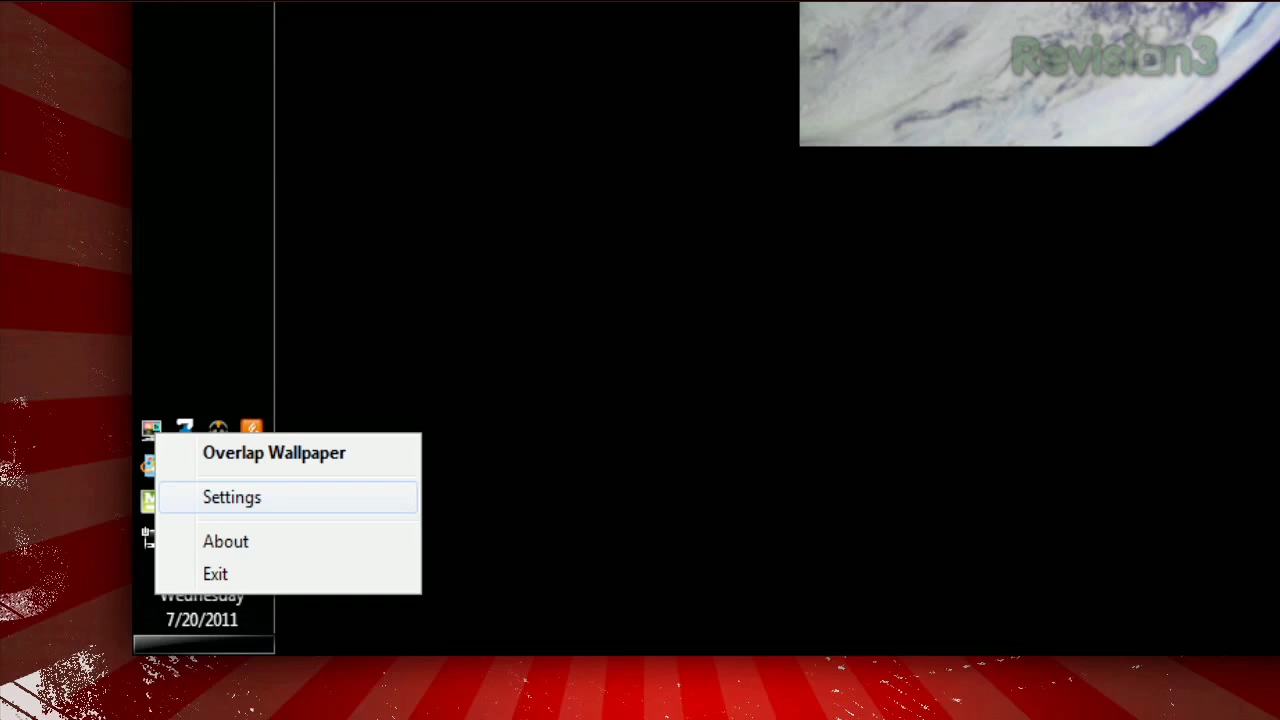 Revision3
Overlap Wallpaper
Settings
About
Exit
Wednesday
7/20/2011